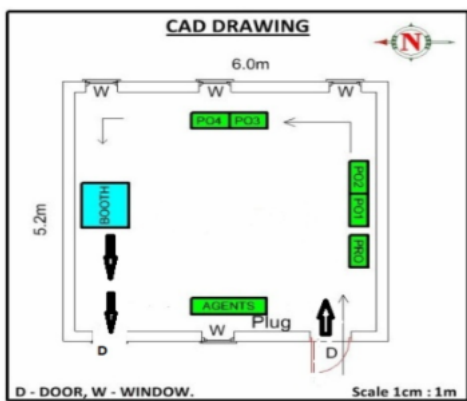 CAD DRAWING
N
6.0m
W W W
PO4 PO3
PO2
PO1
BOOTH
5.2m
PRO
AGENTS
Plug
W
D
D
D - DOOR, W - WINDOW.
Scale 1cm : 1m